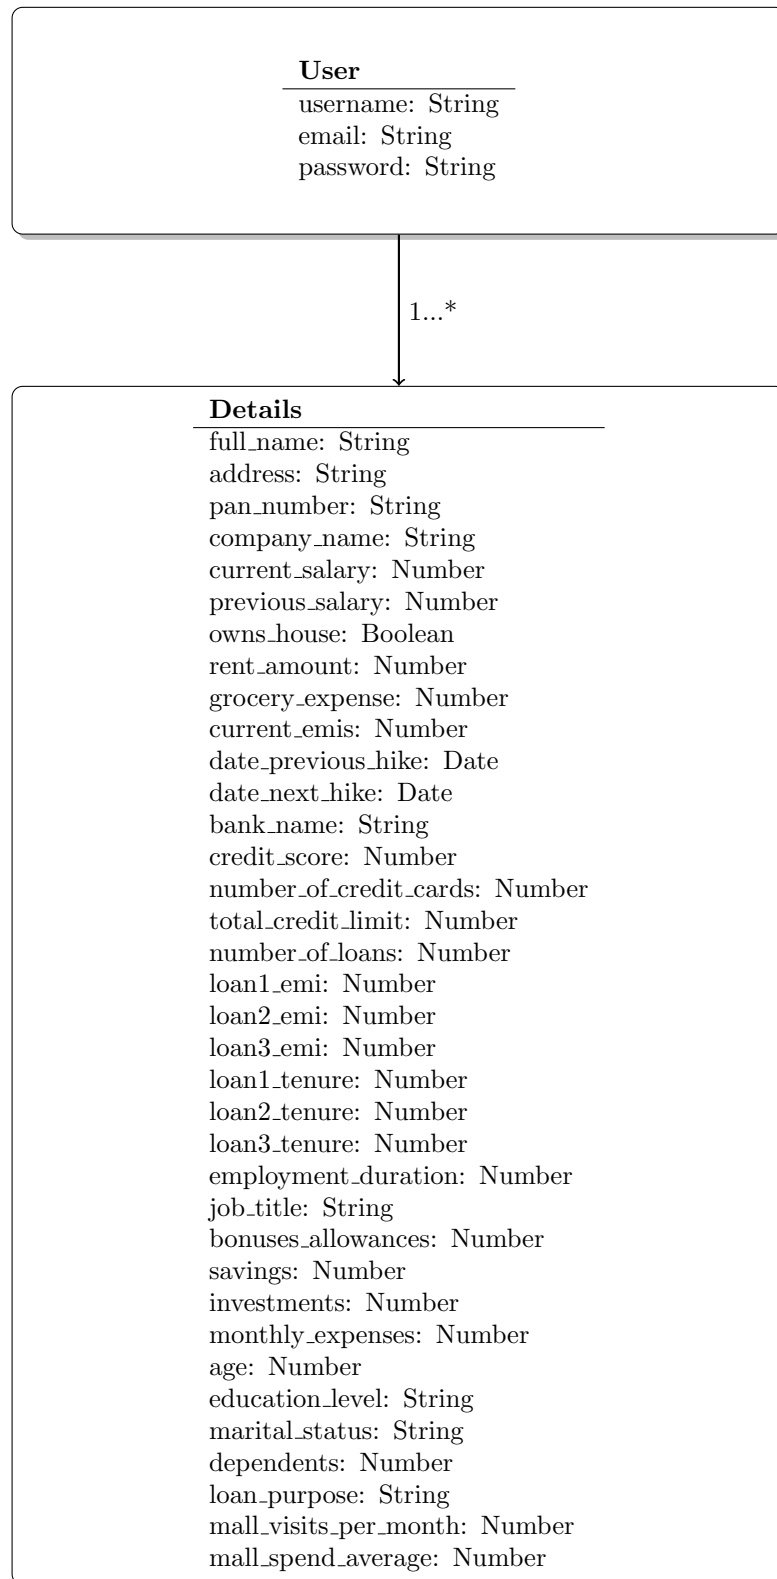 User
username: String
email: String
password: String
1...*
Details
full_name: String
address: String
pan_number: String
company_name: String
current_salary: Number
previous_salary: Number
owns_house: Boolean
rent_amount: Number
grocery_expense: Number
current_emis: Number
date_previous_hike: Date
date_next_hike: Date
bank_name: String
credit_score: Number
number_of_credit_cards: Number
total_credit_limit: Number
number_of_loans: Number
loan1_emi: Number
loan2_emi: Number
loan3_emi: Number
loan1_tenure: Number
loan2_tenure: Number
loan3_tenure: Number
employment_duration: Number
job_title: String
bonuses_allowances: Number
savings: Number
investments: Number
monthly_expenses: Number
age: Number
education_level: String
marital_status: String
dependents: Number
loan_purpose: String
mall_visits_per_month: Number
mall_spend_average: Number